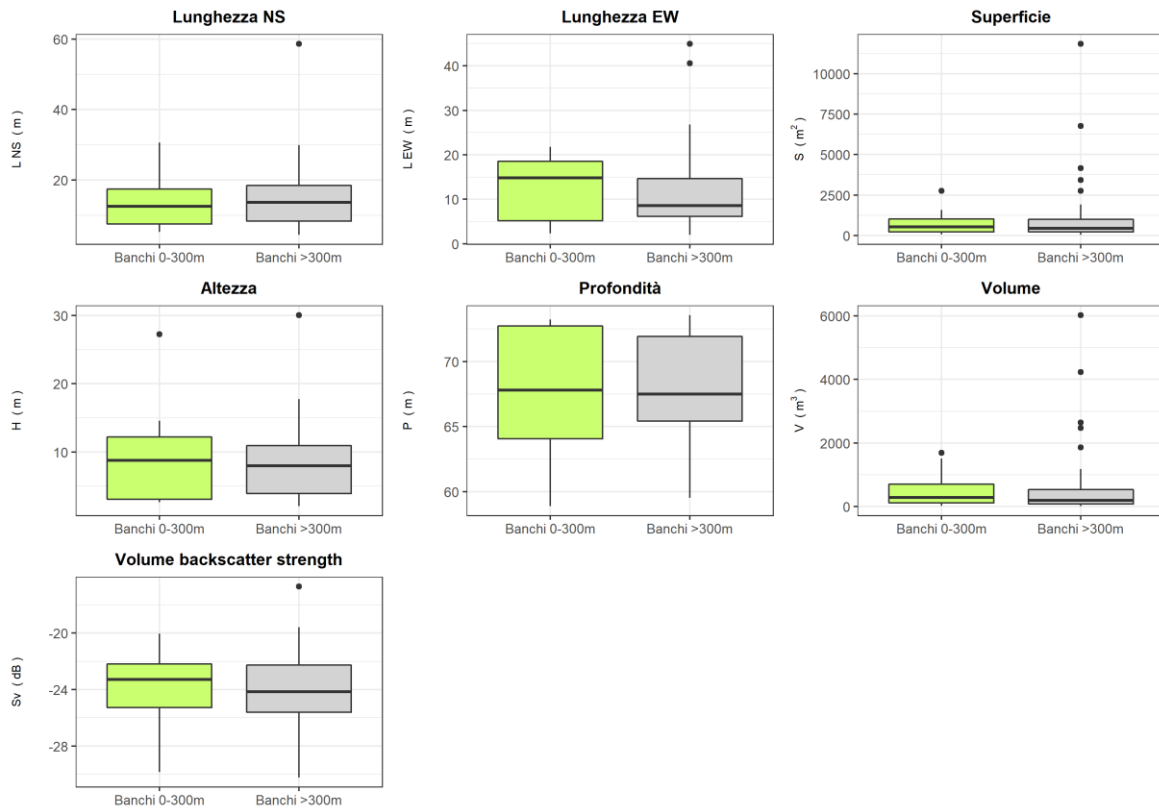 Lunghezza NS
L NS ( m )
60
40
20
Banchi 0-300m
Banchi >300m
Lunghezza EW
L EW ( m )
40
30
20
10
0
Banchi 0-300m
Banchi >300m
Superficie
S ( m²)
10000
7500
5000
2500
0
Banchi 0-300m
Banchi >300m
Altezza
H ( m )
30
20
10
Banchi 0-300m
Banchi >300m
Profondità
P ( m )
70
65
60
Banchi 0-300m
Banchi >300m
Volume
V ( m³)
6000
4000
2000
0
Banchi 0-300m
Banchi >300m
Volume backscatter strength
Sv ( dB )
-20
-24
-28
Banchi 0-300m
Banchi >300m